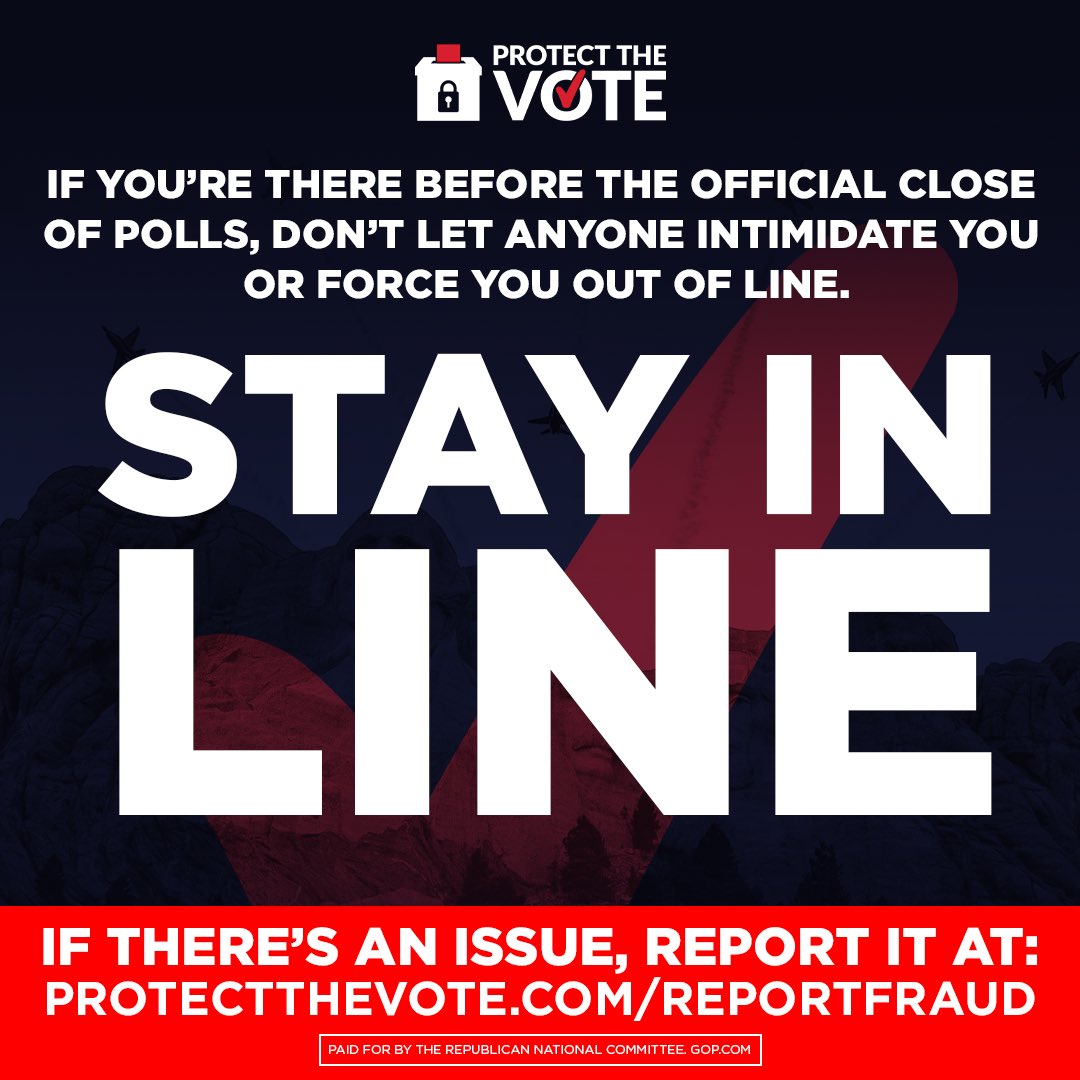 PROTECT THE
VOTE
IF YOU'RE THERE BEFORE THE OFFICIAL CLOSE
OF POLLS, DON'T LET ANYONE INTIMIDATE YOU
OR FORCE YOU OUT OF LINE.
STAY IN
LINE
IF THERE'S AN ISSUE, REPORT IT AT:
PROTECTTHEVOTE.COM/REPORTFRAUD
PAID FOR BY THE REPUBLICAN NATIONAL COMMITTEE. GOP.COM